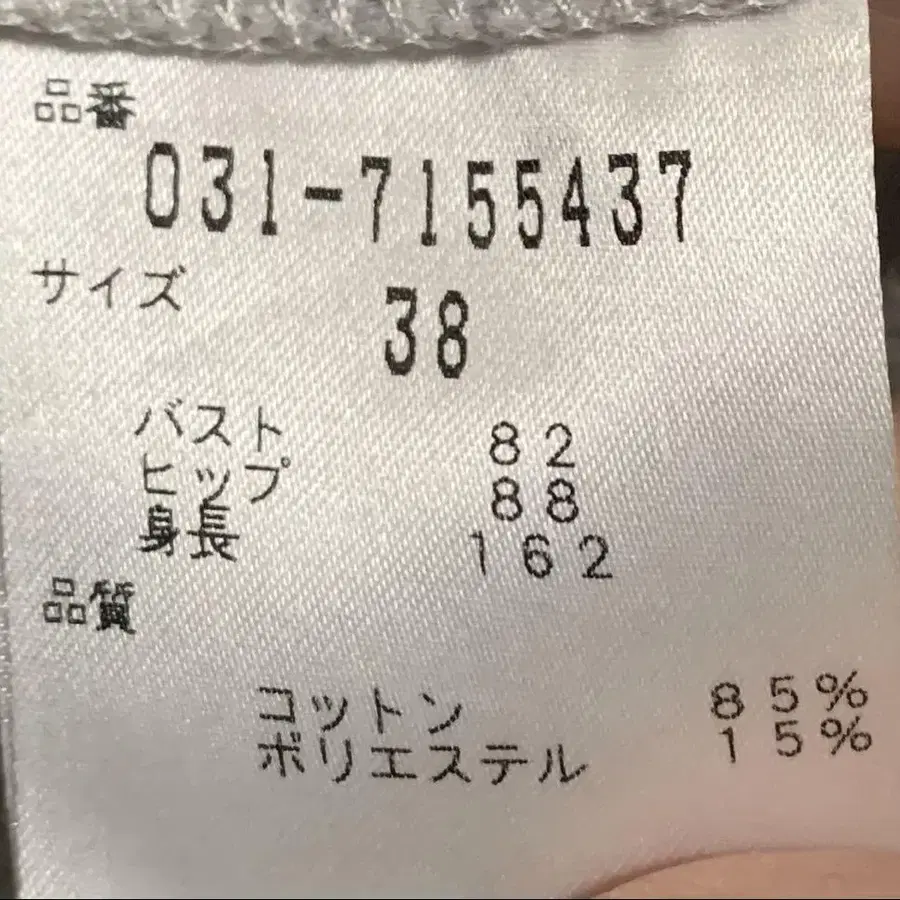 品番
031-7155437
サイズ
38
バスト 82
ヒップ 88
身長 162
品質
コットン 85%
ポリエステル 15%